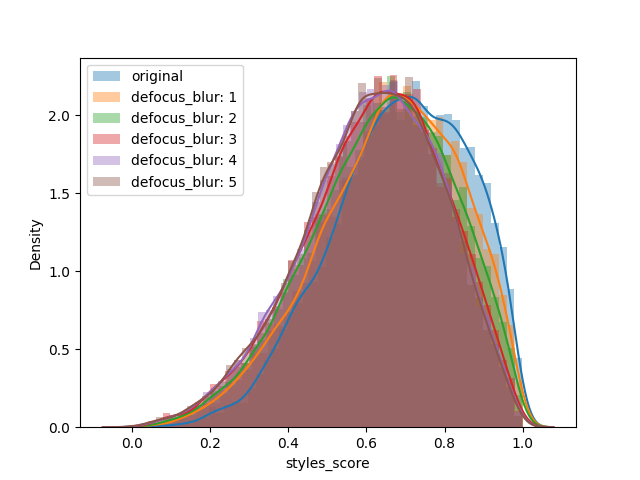 original
defocus_blur: 1
defocus_blur: 2
defocus_blur: 3
defocus_blur: 4
defocus_blur: 5
2.0
1.5
1.0
0.5
0.0
Density
0.0 0.2 0.4 0.6 0.8 1.0
styles_score